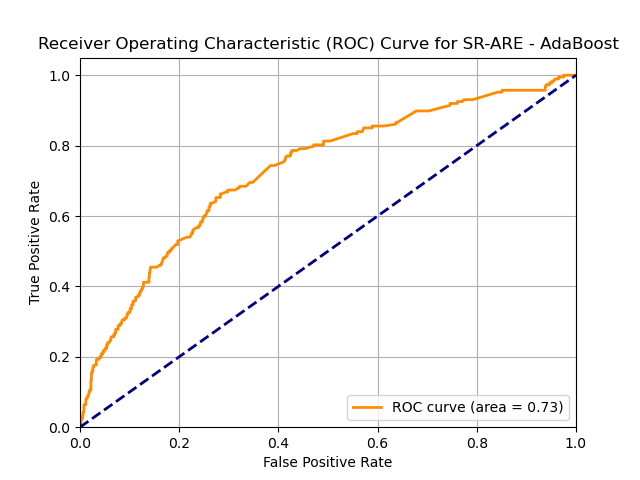 Receiver Operating Characteristic (ROC) Curve for SR-ARE - AdaBoost
True Positive Rate
1.0
0.8
0.6
0.4
0.2
0.0
ROC curve (area = 0.73)
0.0 0.2 0.4 0.6 0.8 1.0
False Positive Rate